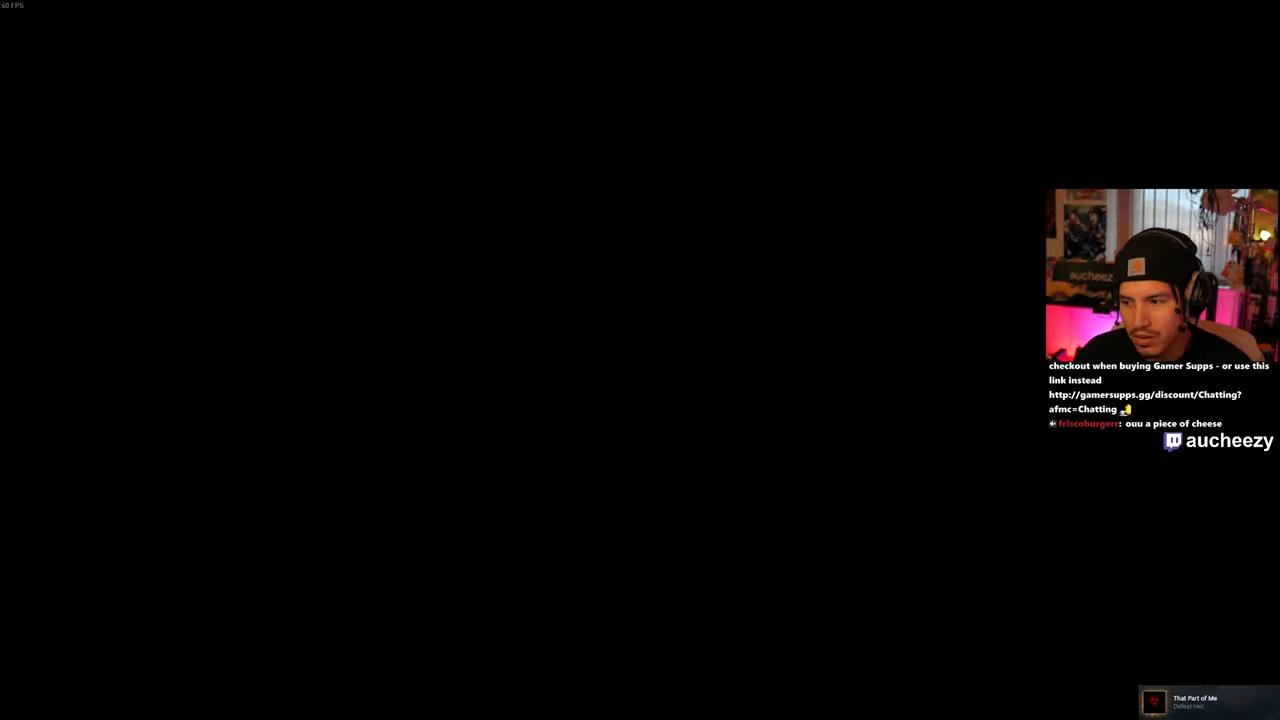 60 FPS
aucheez
checkout when buying Gamer Supps - or use this
link instead
http://gamersupps.gg/discount/Chatting?
afmc=Chatting
friscoburgerr: ouu a piece of cheese
aucheezy
That Part of Me
Defeat Her.